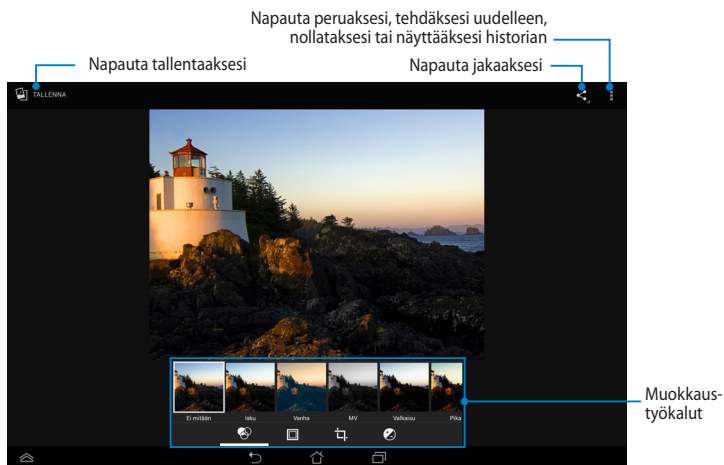 Napauta peruaksesi, tehdäksesi uudelleen,
nollataksesi tai näyttääksesi historian
Napauta tallentaaksesi
Napauta jakaaksesi
TALLENNA
Ei mitään
Isku
Vanha
MV
Valkaisu
Pika
Muokkaus-
työkalut